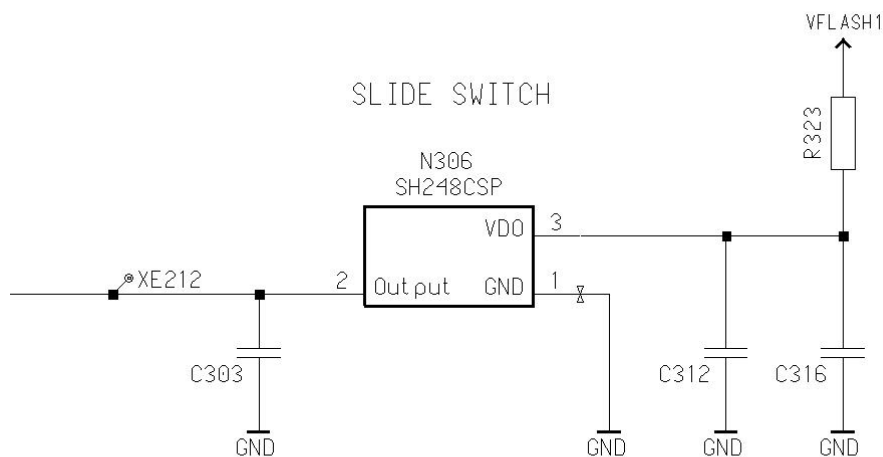 VFLASH1
SLIDE SWITCH
R323
N306
SH248CSP
VDO
3
XE212
2
Output
GND
1
C303
C312
C316
GND
GND
GND
GND